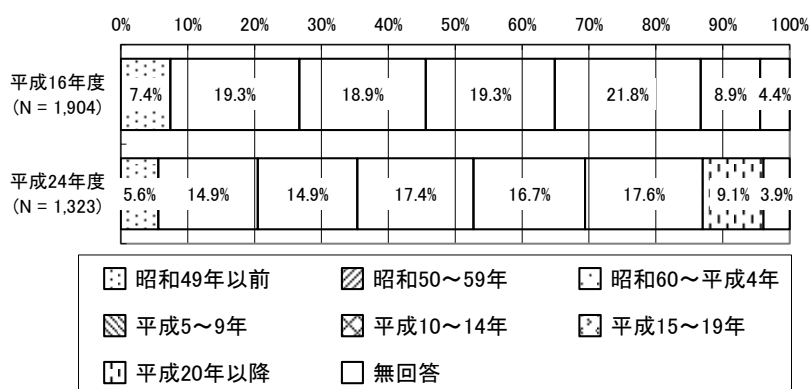 0% 10% 20% 30% 40% 50% 60% 70% 80% 90% 100%
平成16年度
(N = 1,904)
7.4% 19.3% 18.9% 19.3% 21.8% 8.9% 4.4%
平成24年度
(N = 1,323)
5.6% 14.9% 14.9% 17.4% 16.7% 17.6% 9.1% 3.9%
昭和49年以前 昭和50～59年 昭和60～平成4年
平成5～9年 平成10～14年 平成15～19年
平成20年以降 無回答